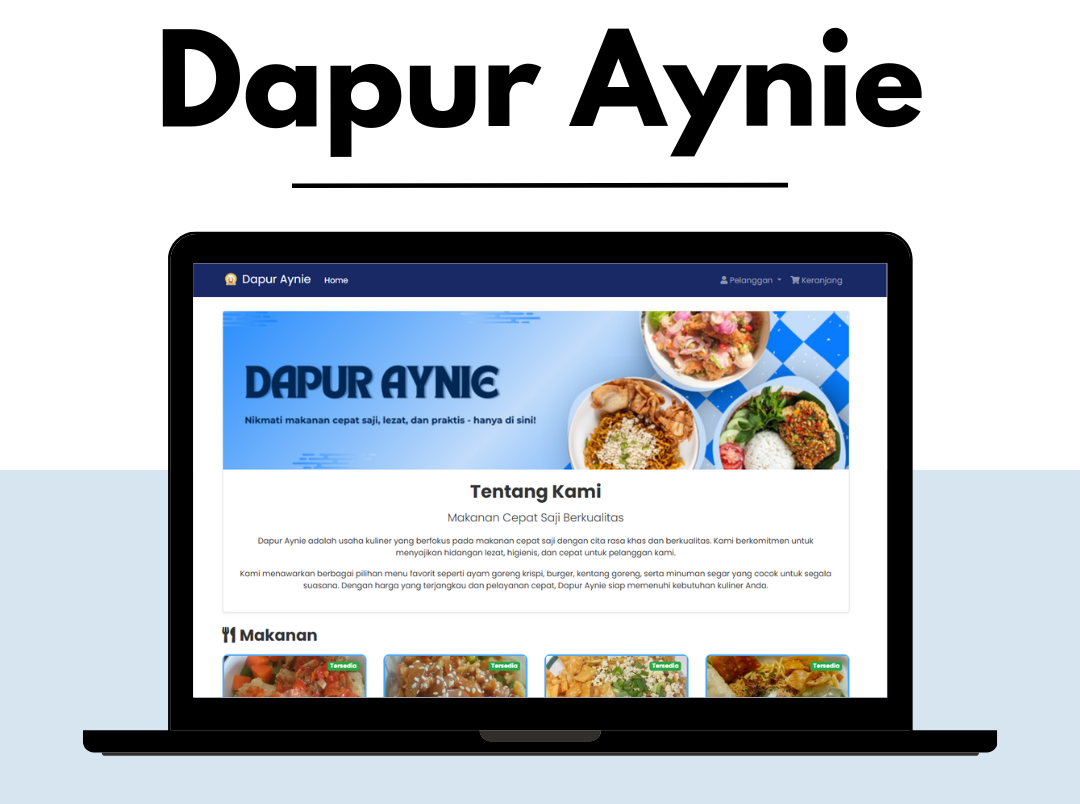 Dapur Aynie
Dapur Aynie Home Pelanggan Keranjang
DAPUR AYNIE
Nikmati makanan cepat saji, lezat, dan praktis - hanya di sini!
Tentang Kami
Makanan Cepat Saji Berkualitas
Dapur Aynie adalah usaha kuliner yang berfokus pada makanan cepat saji dengan cita rasa khas dan berkualitas. Kami berkomitmen untuk
menyajikan hidangan lezat, higienis, dan cepat untuk pelanggan kami.
Kami menawarkan berbagai pilihan menu favorit seperti ayam goreng krispi, burger, kentang goreng, serta minuman segar yang cocok untuk segala
suasana. Dengan harga yang terjangkau dan pelayanan cepat, Dapur Aynie siap memenuhi kebutuhan kuliner Anda.
Makanan
Tersedia Tersedia Tersedia Tersedia